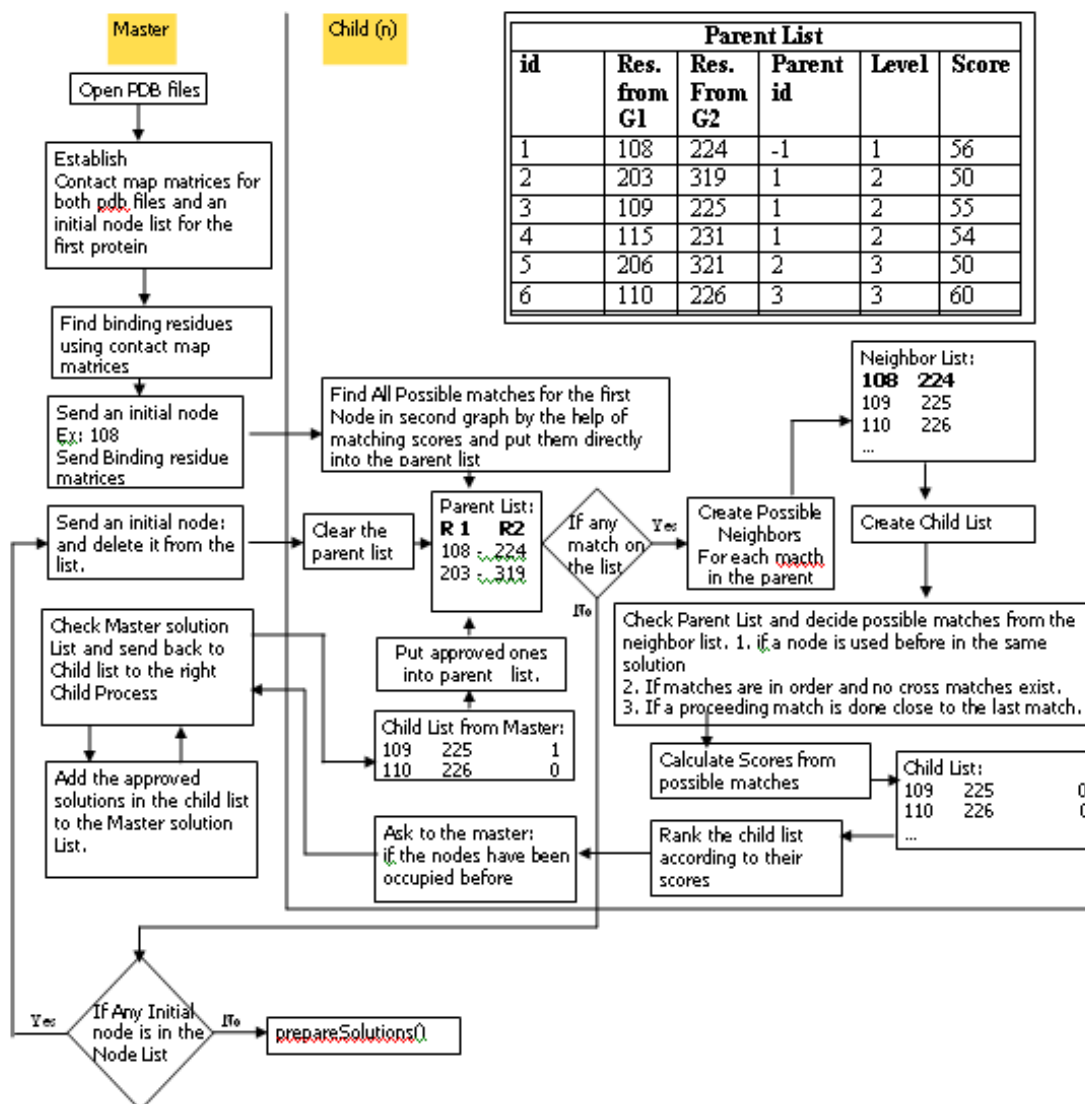 Master
Child (n)
Parent List
id Res. from G1 Res. From G2 Parent id Level Score
1 108 224 -1 1 56
2 203 319 1 2 50
3 109 225 1 2 55
4 115 231 1 2 54
5 206 321 2 3 50
6 110 226 3 3 60
Open PDB files
Establish
Contact map matrices for
both pdb files and an
initial node list for the
first protein
Find binding residues
using contact map
matrices
Send an initial node
Ex: 108
Send Binding residue
matrices
Find All Possible matches for the first
Node in second graph by the help of
matching scores and put them directly
into the parent list
Neighbor List:
108 224
109 225
110 226
...
Send an initial node:
and delete it from the
list.
Clear the
parent list
Parent List:
R 1 R2
108 - 224
203 - 319
If any
match on
the list
Yes
No
Create Possible
Neighbors
For each macth
in the parent
Create Child List
Check Master solution
List and send back to
Child list to the right
Child Process
Put approved ones
into parent list.
Check Parent List and decide possible matches from the
neighbor list. 1. if a node is used before in the same
solution
2. If matches are in order and no cross matches exist.
3. If a proceeding match is done close to the last match.
Child List from Master:
109 225 1
110 226 0
Calculate Scores from
possible matches
Child List:
109 225 0
110 226 0
...
Add the approved
solutions in the child list
to the Master solution
List.
Ask to the master:
if the nodes have been
occupied before
Rank the child list
according to their
scores
If Any Initial
node is in the
Node List
Yes
No
prepareSolutions()